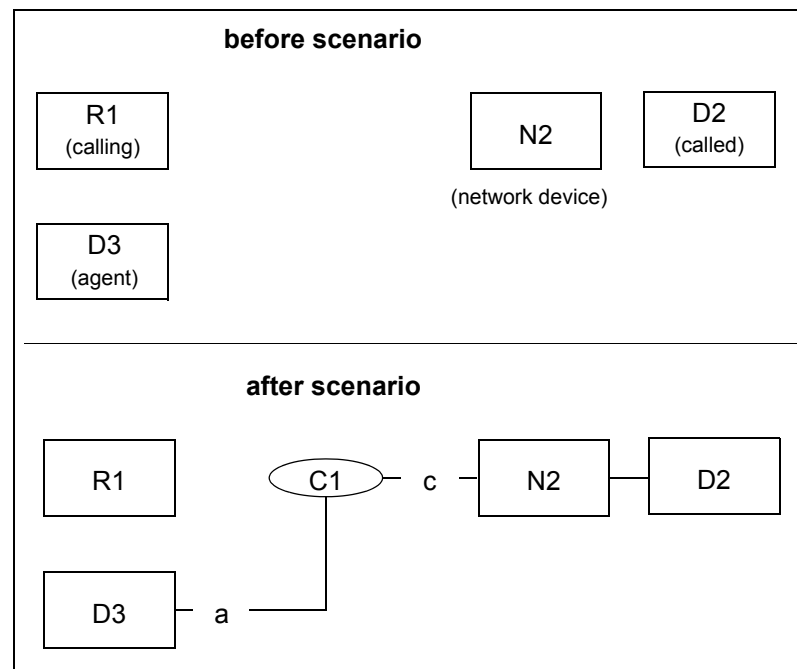 before scenario
R1
(calling)
N2
D2
(called)
(network device)
D3
(agent)
after scenario
R1
C1
c
N2
D2
D3
a